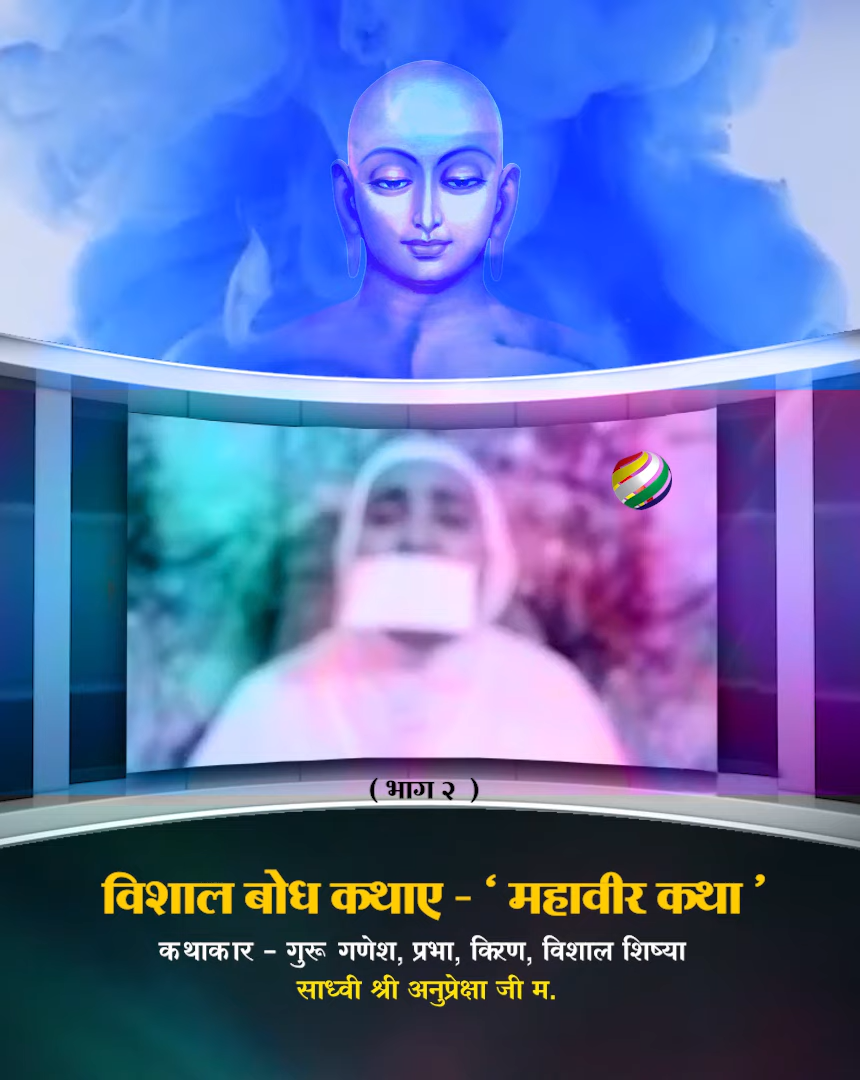 ( भाग २ )
विशाल बोध कथाए - ‘ महावीर कथा ’
कथाकार - गुरू गणेश, प्रभा, किरण, विशाल शिष्या
साध्वी श्री अनुप्रेक्षा जी म.